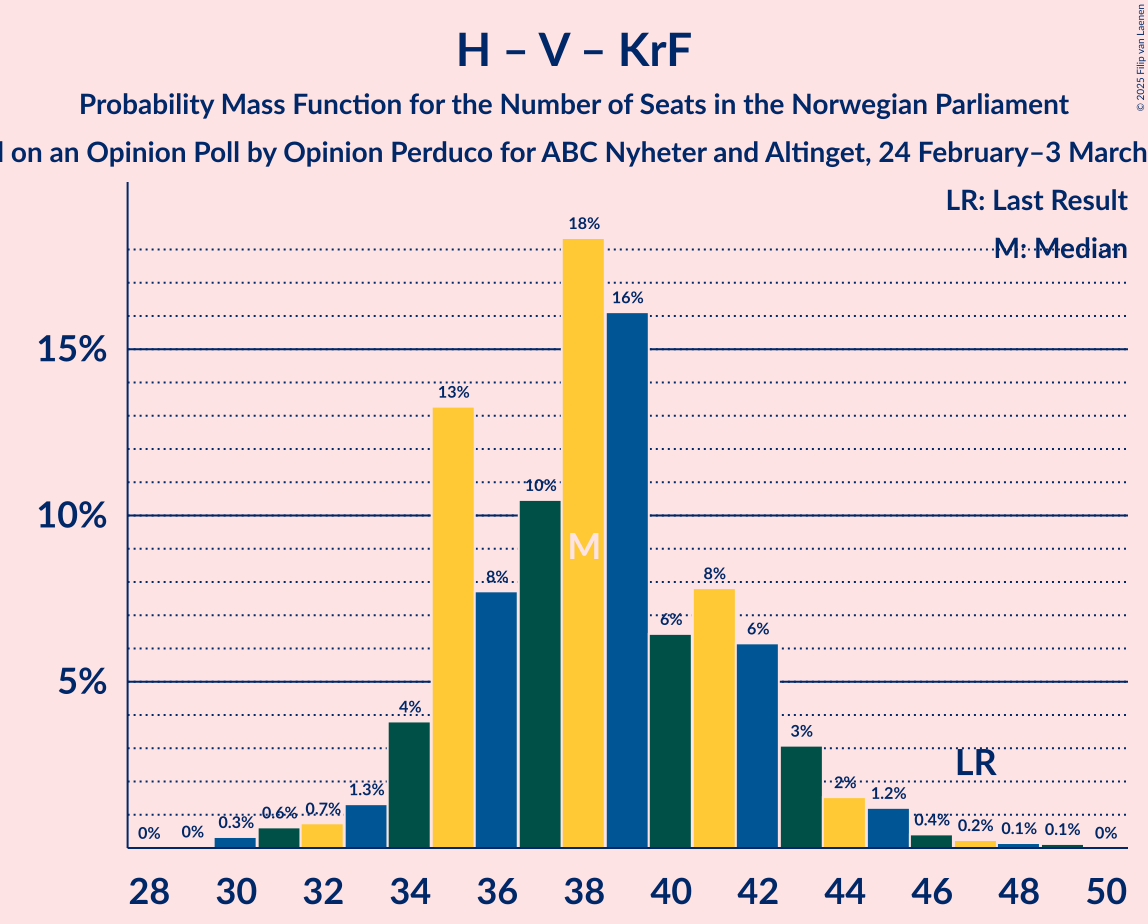 H – V – KrF
Probability Mass Function for the Number of Seats in the Norwegian Parliament
on an Opinion Poll by Opinion Perduco for ABC Nyheter and Altinget, 24 February–3 March
© 2025 Filip van Laenen
LR: Last Result
M: Median
15%
10%
5%
0%
0%
0.3%
0.6%
0.7%
1.3%
4%
13%
8%
10%
18%
16%
6%
8%
6%
3%
2%
1.2%
0.4%
0.2%
0.1%
0.1%
0%
M
LR
28 30 32 34 36 38 40 42 44 46 48 50